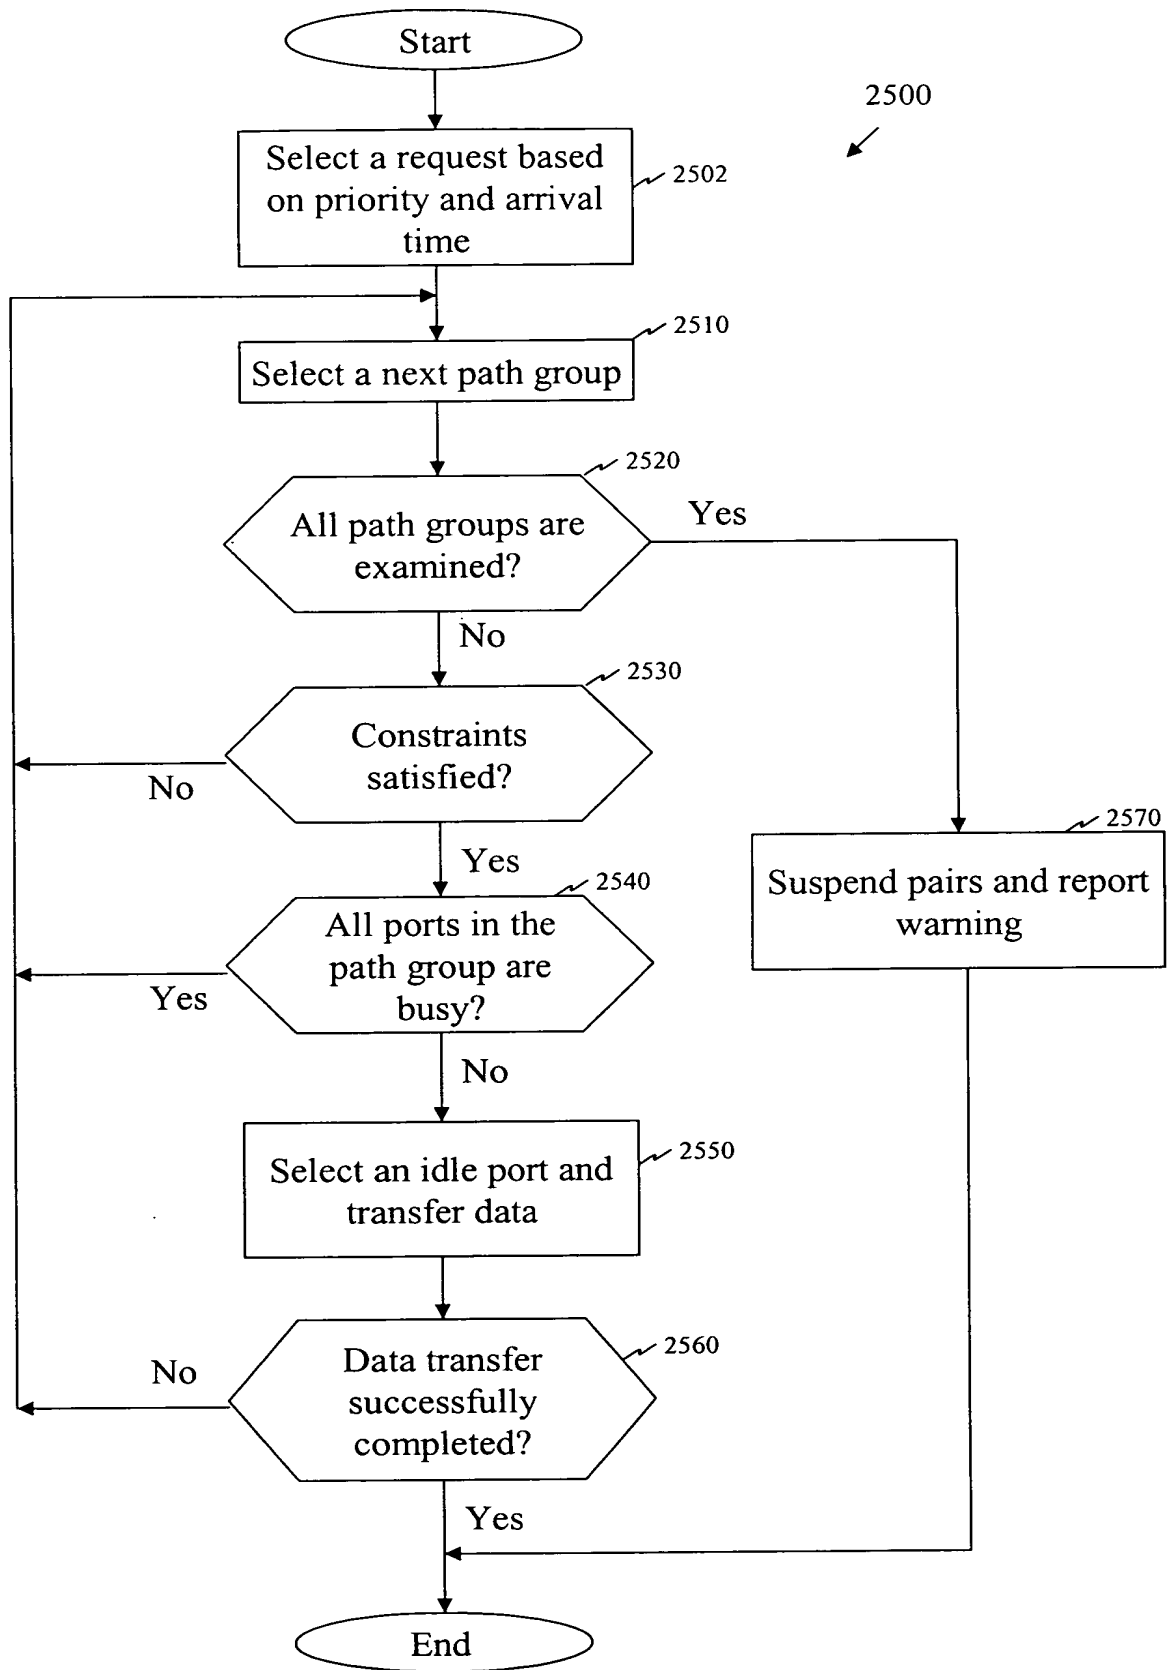 Start
2500
Select a request based
on priority and arrival
time
2502
2510
Select a next path group
2520
All path groups are
examined?
Yes
No
2530
Constraints
satisfied?
No
Yes
2570
Suspend pairs and report
warning
2540
All ports in the
path group are
busy?
Yes
No
Select an idle port and
transfer data
2550
2560
Data transfer
successfully
completed?
No
Yes
End